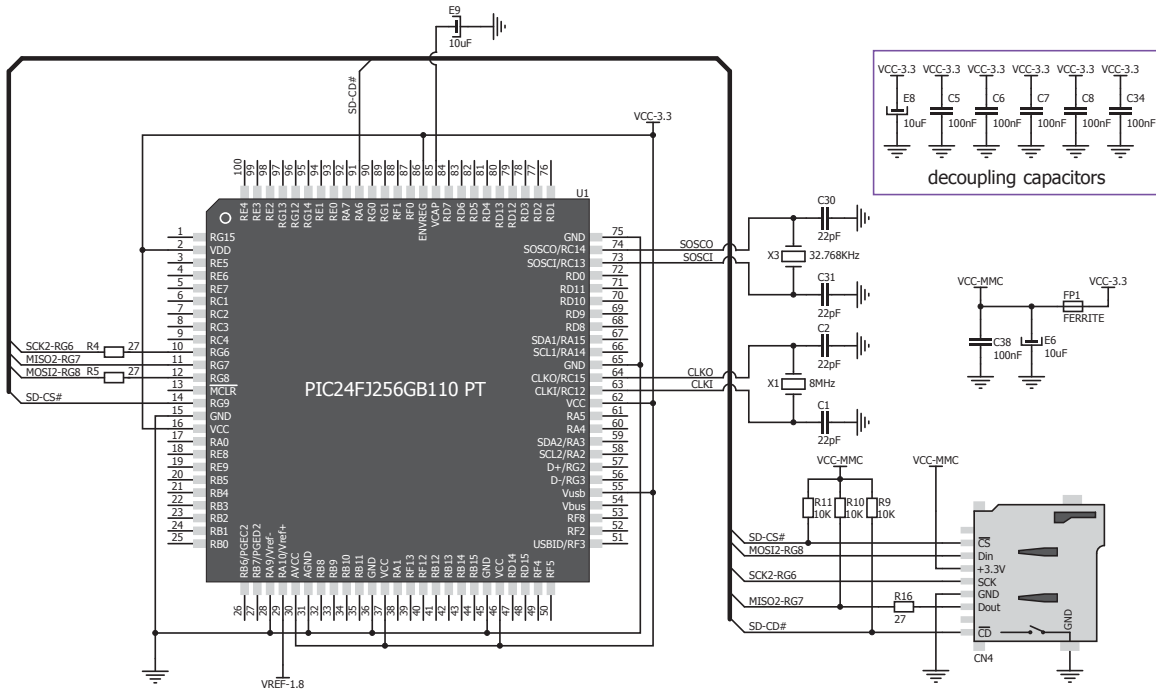 E9
10uF
SD-CD#
VCC-3.3
VCC-3.3 VCC-3.3 VCC-3.3 VCC-3.3 VCC-3.3 VCC-3.3
E8 C5 C6 C7 C8 C34
10uF 100nF 100nF 100nF 100nF 100nF
decoupling capacitors
100 99 98 97 96 95 94 93 92 91 90 89 88 87 86 85 84 83 82 81 80 79 78 77 76
RE4 RE3 RE2 RG13 RG12 RG14 RE1 RE0 RA7 RA6 RG0 RG1 RF1 RF0 ENVREG VCAP RD7 RD6 RD5 RD4 RD13 RD12 RD3 RD2 RD1
U1
1 RG15
2 VDD
3 RE5
4 RE6
5 RE7
6 RC1
7 RC2
8 RC3
9 RC4
SCK2-RG6 R4 27 10 RG6
MISO2-RG7 11 RG7
MOSI2-RG8 R5 27 12 RG8
13 MCLR
SD-CS# 14 RG9
15 GND
16 VCC
17 RA0
18 RE8
19 RE9
20 RB5
21 RB4
22 RB3
23 RB2
24 RB1
25 RB0
PIC24FJ256GB110 PT
GND 75
SOSCO/RC14 74 SOSCO
SOSCI/RC13 73 SOSCI
RD0 72
RD11 71
RD10 70
RD9 69
RD8 68
SDA1/RA15 67
SCL1/RA14 66
GND 65
CLKO/RC15 64 CLKO
CLKI/RC12 63 CLKI
VCC 62
RA5 61
RA4 60
SDA2/RA3 59
SCL2/RA2 58
D+/RG2 57
D-/RG3 56
Vusb 55
Vbus 54
RF8 53
RF2 52
USBID/RF3 51
RB6/PGEC2 RB7/PGED2 RA9/Vref- RA10/Vref+ AVCC AGND RB8 RB9 RB10 RB11 GND VCC RA1 RF13 RF12 RB12 RB13 RB14 RB15 GND VCC RD14 RD15 RF4 RF5
26 27 28 29 30 31 32 33 34 35 36 37 38 39 40 41 42 43 44 45 46 47 48 49 50
VREF-1.8
C30
22pF
X3 32.768KHz
C31
22pF
C2
22pF
X1 8MHz
C1
22pF
VCC-MMC VCC-3.3
FP1
FERRITE
C38
100nF
E6
10uF
VCC-MMC VCC-MMC
R11 R10 R9
10K 10K 10K
SD-CS# CS
MOSI2-RG8 Din
+3.3V
SCK2-RG6 SCK
GND
MISO2-RG7 R16 Dout
27
SD-CD# CD
GND
CN4